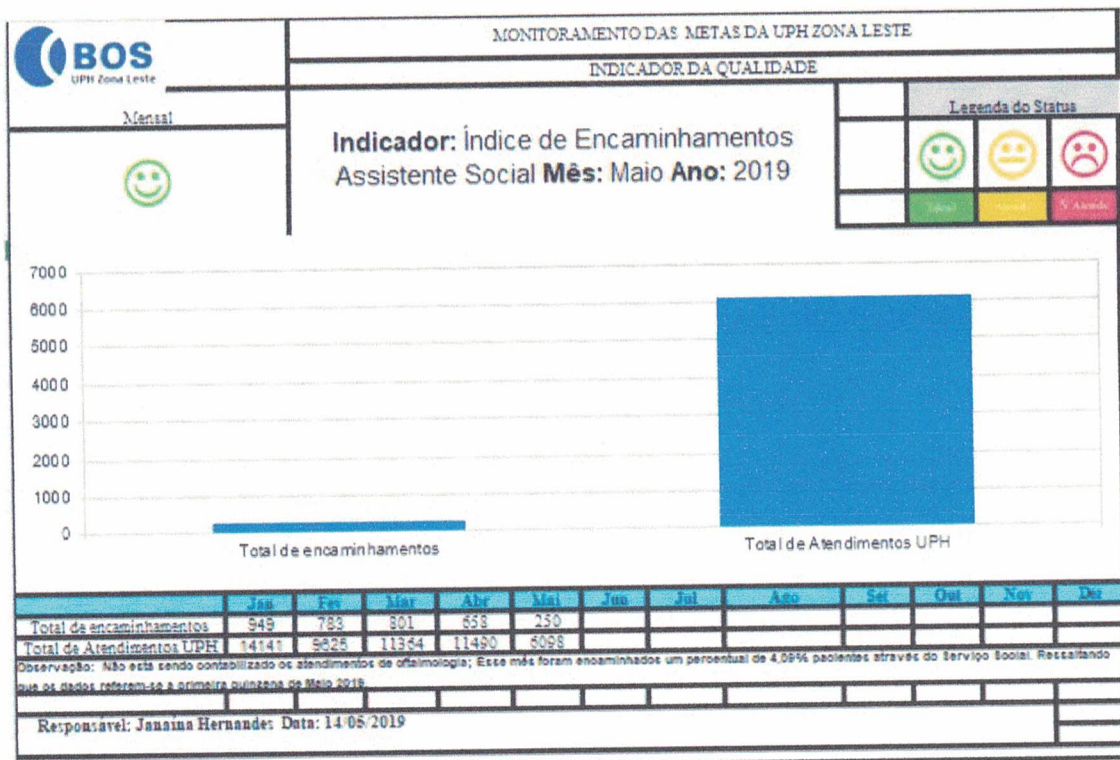 BOS
UPH Zona Leste
MONITORAMENTO DAS METAS DA UPH ZONA LESTE
INDICADOR DA QUALIDADE
Mensal
Indicador: Índice de Encaminhamentos
Assistente Social Mês: Maio Ano: 2019
Legenda do Status
N Atende
7000
6000
5000
4000
3000
2000
1000
0
Total de encaminhamentos
Total de Atendimentos UPH
Jan Fev Mar Abr Mai Jun Jul Ago Set Out Nov Dez
Total de encaminhamentos 949 783 801 658 250
Total de Atendimentos UPH 14141 9625 11364 11490 6098
Observação: Não está sendo contabilizado os atendimentos de oftalmologia; Esse mês foram encaminhados um percentual de 4,09% pacientes através do Serviço Social. Ressaltando
que os dados referem-se a primeira quinzena de Maio 2019
Responsável: Janaina Hernandes Data: 14/05/2019